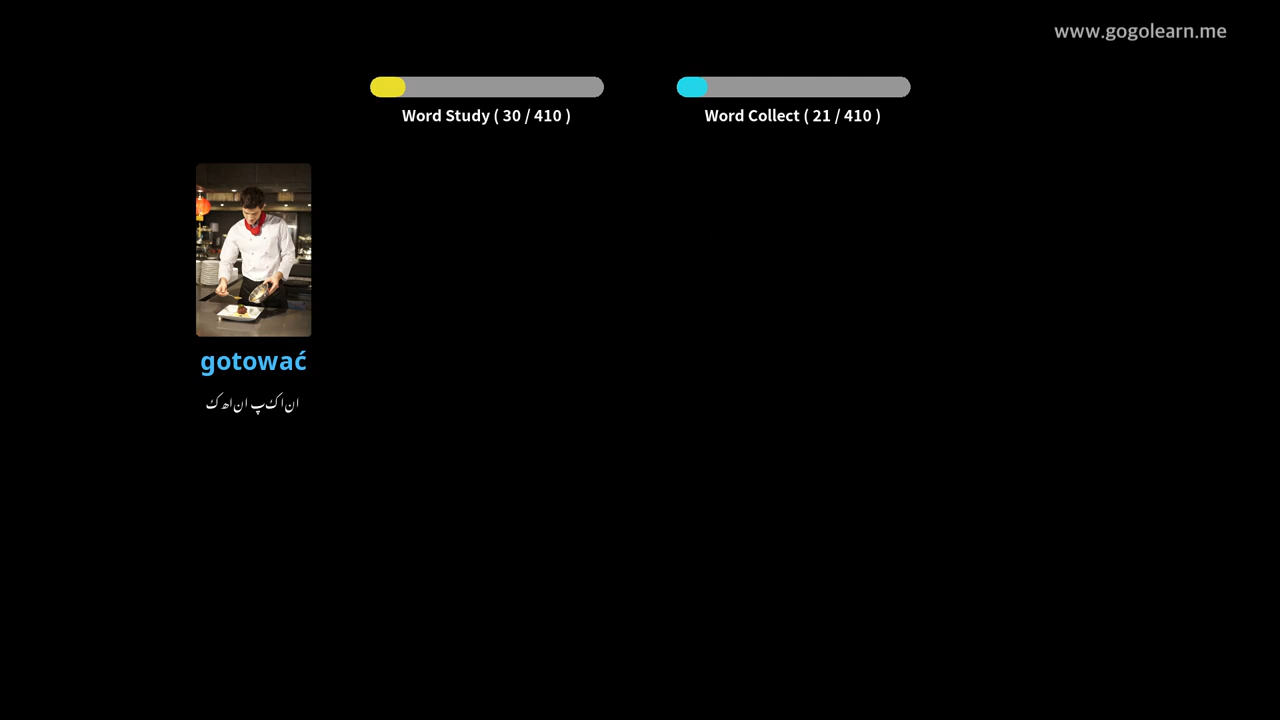 www.gogolearn.me
Word Study ( 30 / 410 )
Word Collect ( 21 / 410 )
gotować
کھانا پکانا